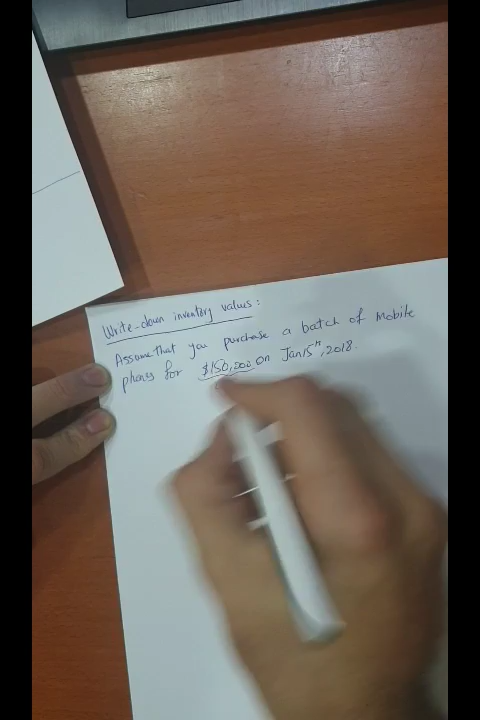 Write-down inventory values:
Assume that you purchase a batch of Mobile
phones for $150,000 on Jan 15th, 2018.